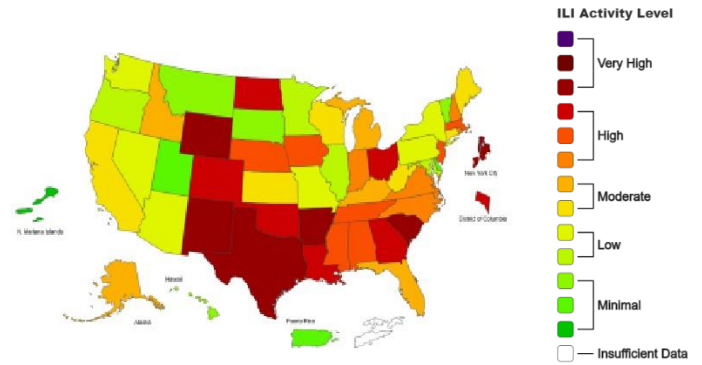 ILI Activity Level
Very High
High
Moderate
Low
Minimal
Insufficient Data
New York City
District of Columbia
N. Mariana Islands
Hawaii
Alaska
Puerto Rico